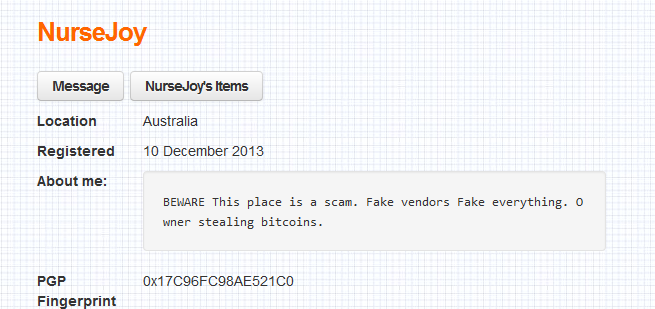 NurseJoy
Message NurseJoy's Items
Location Australia
Registered 10 December 2013
About me: BEWARE This place is a scam. Fake vendors Fake everything. O
wner stealing bitcoins.
PGP 0x17C96FC98AE521C0
Fingerprint